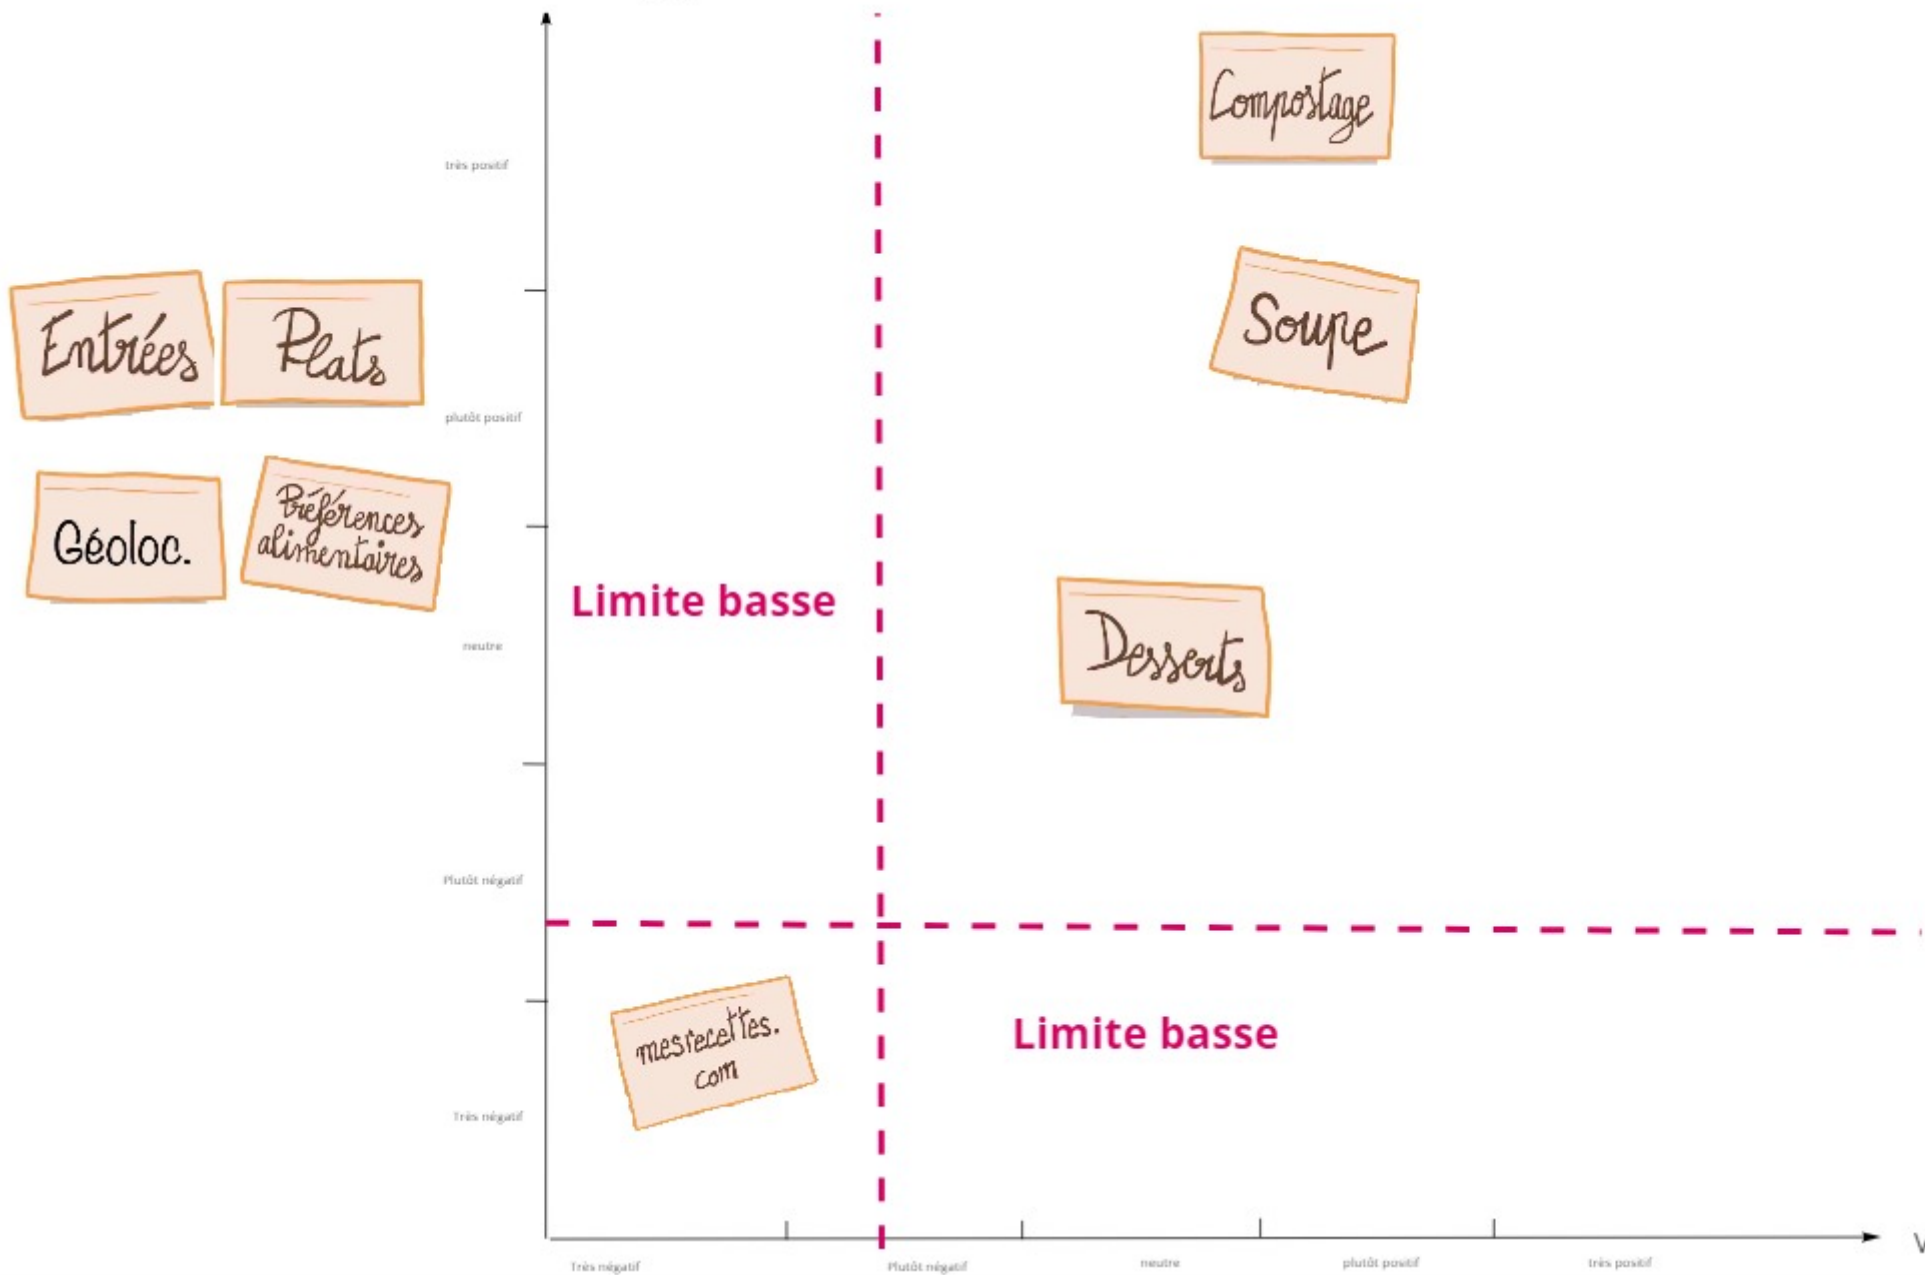 Compostage
très positif
Entrées
Plats
Soupe
plutôt positif
Géoloc.
Préférences
alimentaires
Limite basse
neutre
Desserts
Plutôt négatif
mesrecettes.
com
Limite basse
Très négatif
Très négatif
Plutôt négatif
neutre
plutôt positif
très positif